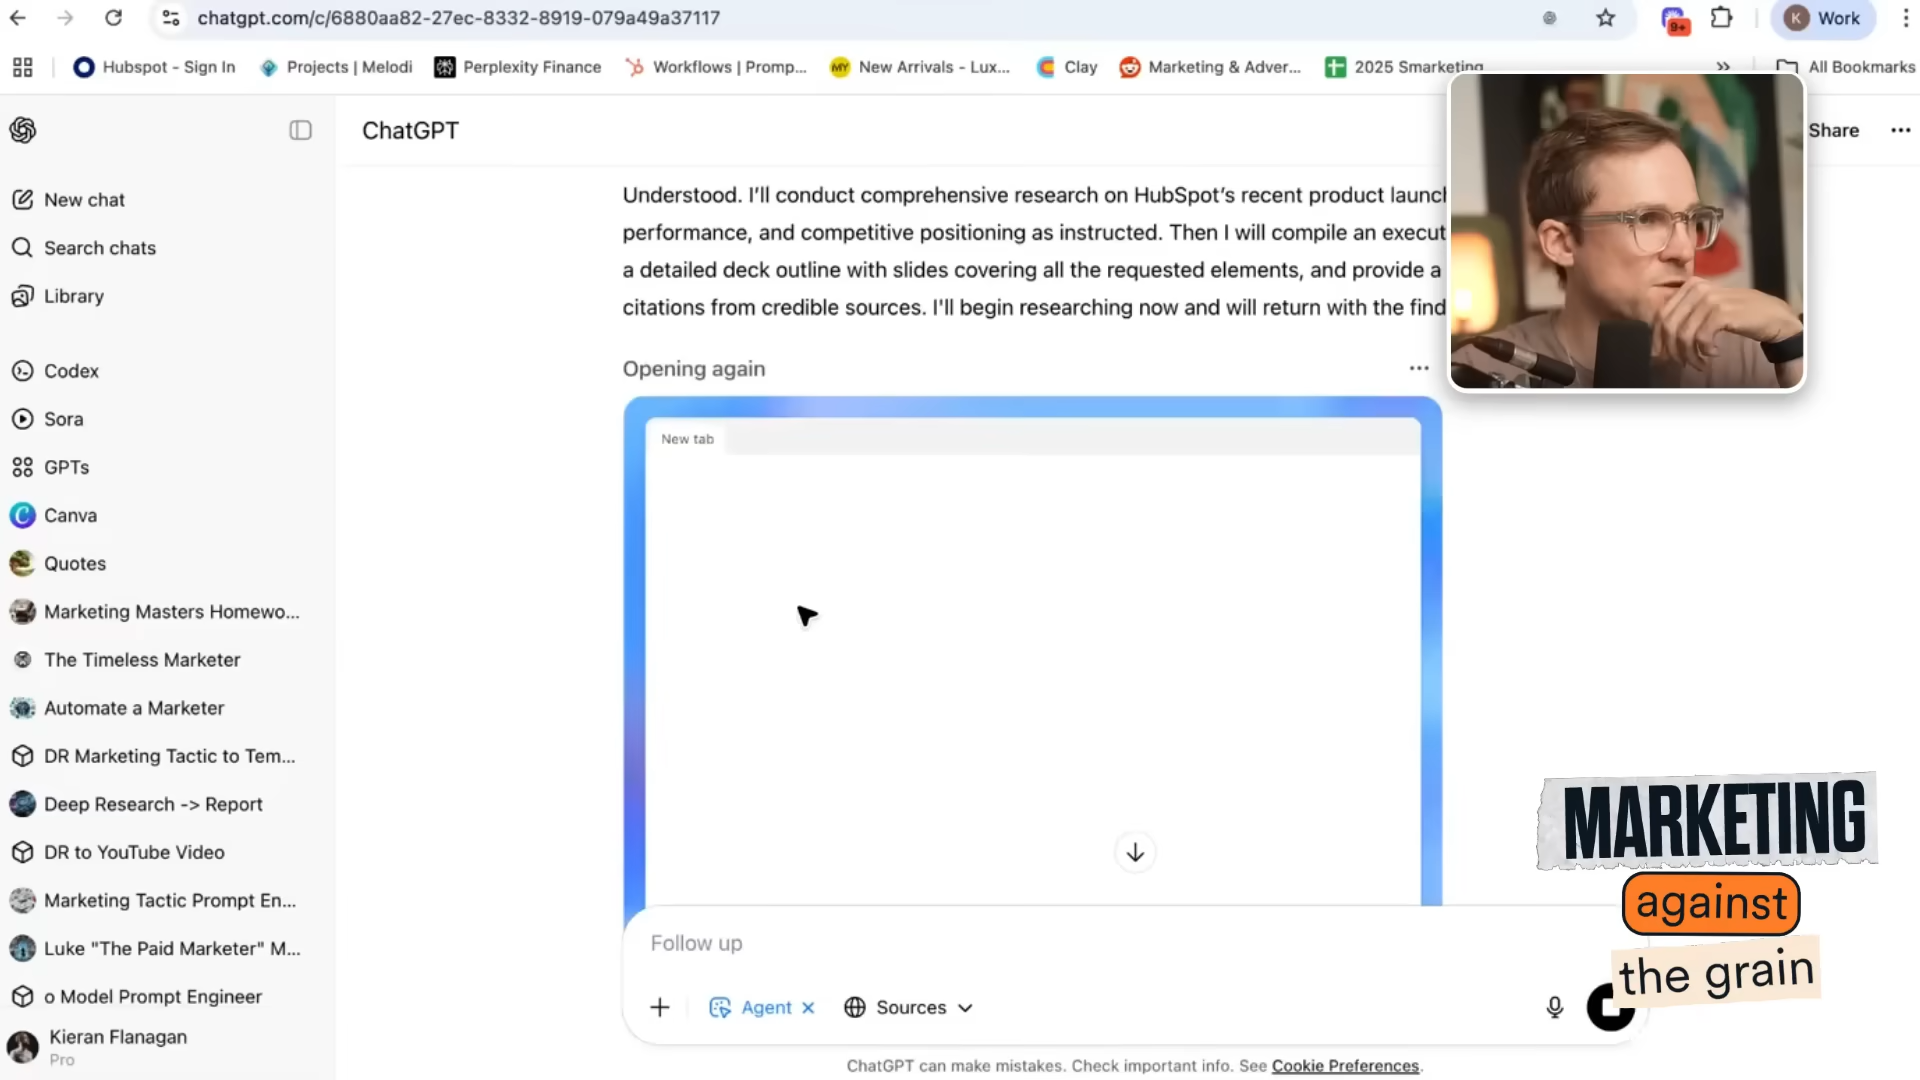 chatgpt.com/c/6880aa82-27ec-8332-8919-079a49a37117
9+
K
Work
Hubspot - Sign In
Projects | Melodi
Perplexity Finance
Workflows | Promp...
MY
New Arrivals - Lux...
Clay
Marketing & Adver...
2025 Smarketing
All Bookmarks
ChatGPT
Share
New chat
Search chats
Library
Codex
Sora
GPTs
Canva
Quotes
Marketing Masters Homewo...
The Timeless Marketer
Automate a Marketer
DR Marketing Tactic to Tem...
Deep Research -> Report
DR to YouTube Video
Marketing Tactic Prompt En...
Luke "The Paid Marketer" M...
o Model Prompt Engineer
Kieran Flanagan
Pro
Understood. I'll conduct comprehensive research on HubSpot's recent product launch
performance, and competitive positioning as instructed. Then I will compile an execut
a detailed deck outline with slides covering all the requested elements, and provide a
citations from credible sources. I'll begin researching now and will return with the find
Opening again
New tab
Follow up
Agent
Sources
ChatGPT can make mistakes. Check important info. See Cookie Preferences.
MARKETING
against
the grain